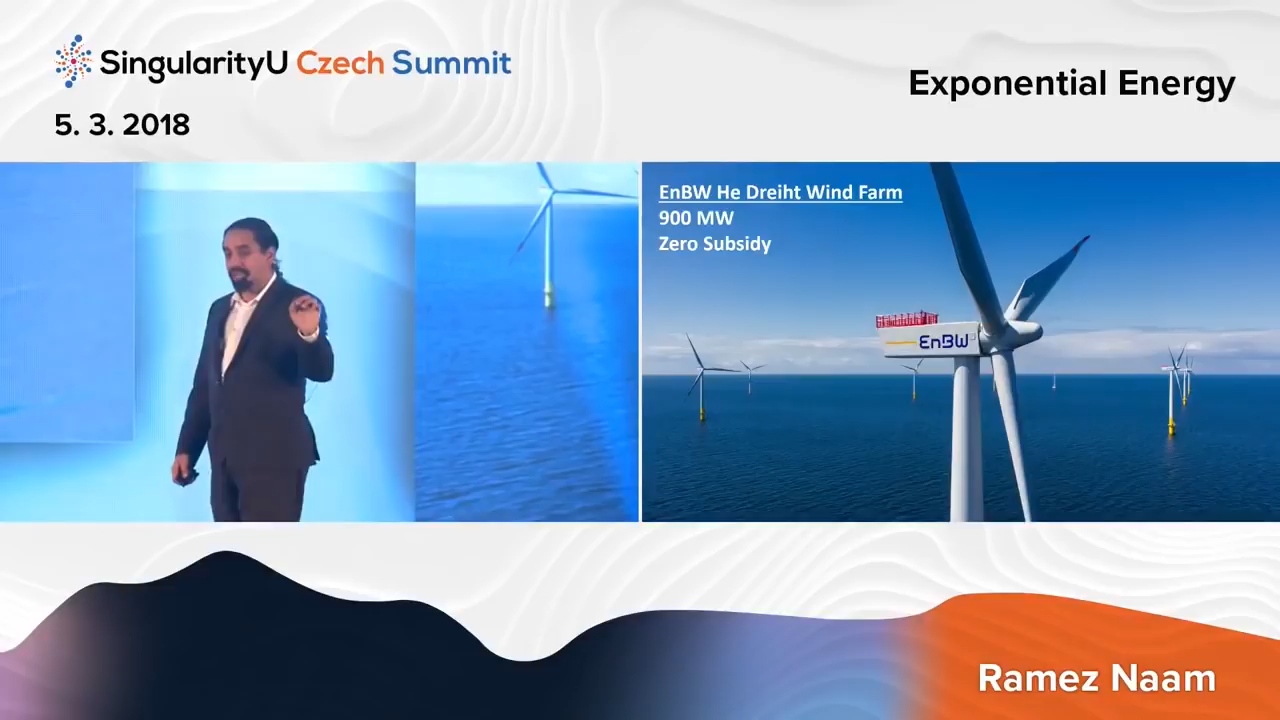 SingularityU Czech Summit
5. 3. 2018
Exponential Energy
EnBW He Dreiht Wind Farm
900 MW
Zero Subsidy
EnBW
Ramez Naam